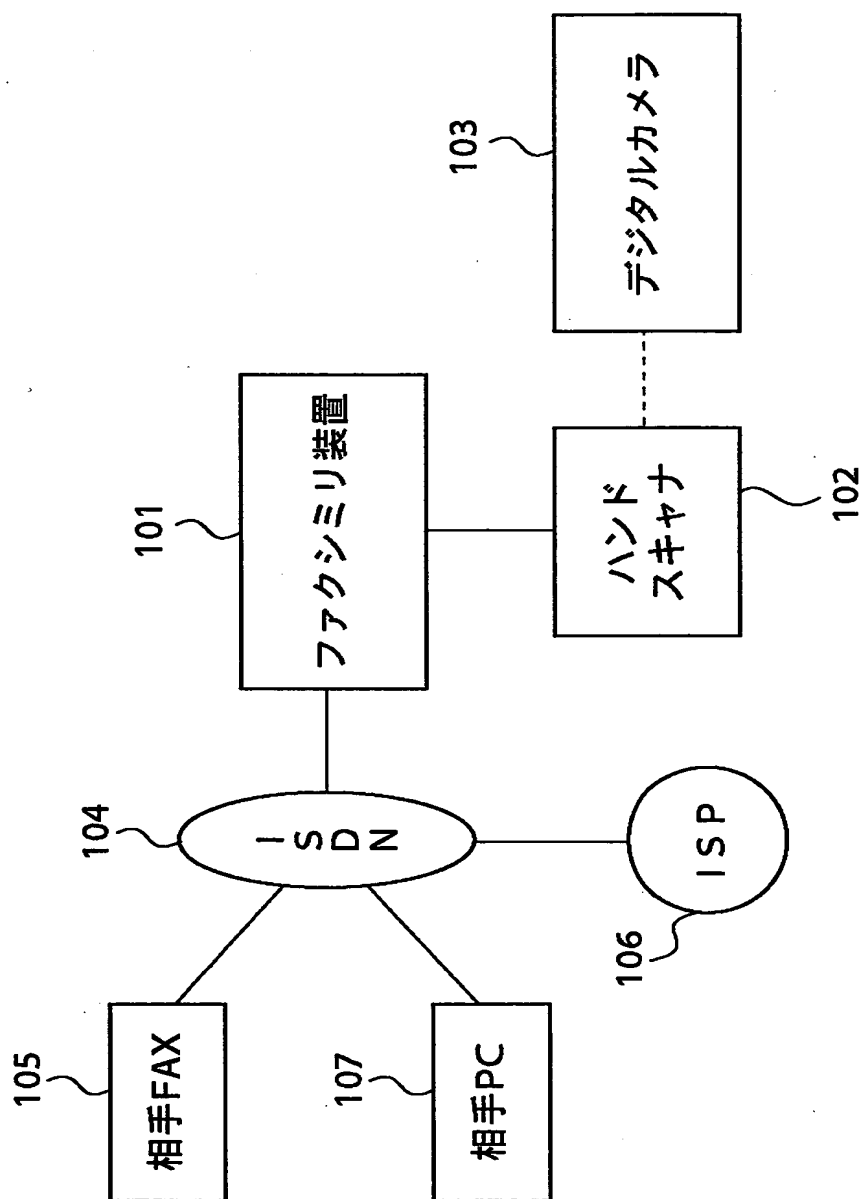 105
相手FAX
104
I
S
D
N
101
ファクシミリ装置
107
相手PC
106
ISP
ハンド
スキャナ
102
103
デジタルカメラ